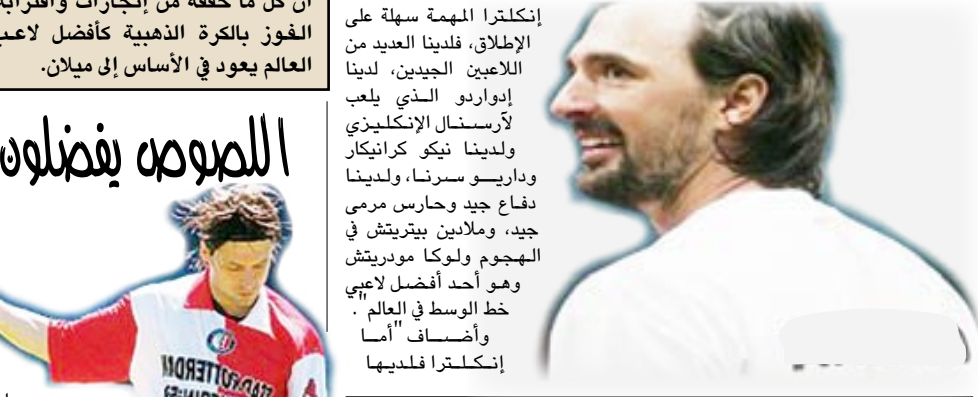 إنكلترا المهمة سهلة على
الإطلاق، فلدينا العديد من
اللاعبين الجيدين، لدينا
إدواردو الذي يلعب
لآرسنال الإنكليزي
ولدينا نيكو كرانيكار
وداريو سرنا، ولدينا
دفاع جيد وحارس مرمى
جيد، وملادين بيتريتش في
الهجوم ولوكا مودريتش
وهو أحد أفضل لاعبي
خط الوسط في العالم".
وأضاف "أما
إنكلترا فلديها
أن كل ما حققه من إنجازات واقترابه
الفوز بالكرة الذهبية كأفضل لاعب
العالم يعود في الأساس إلى ميلان.
اللصوص يفضلون